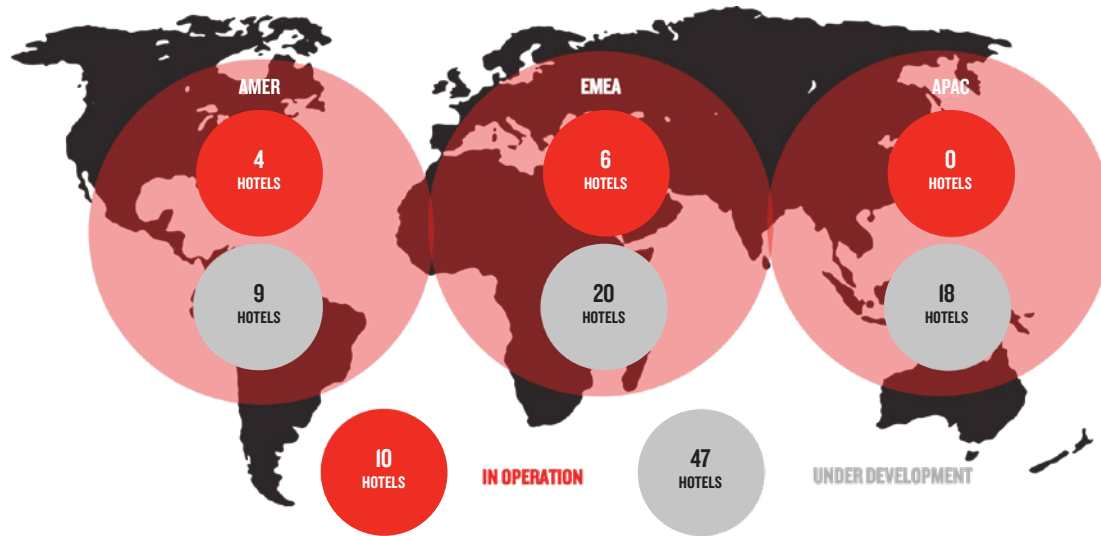 AMER
4
HOTELS
9
HOTELS
EMEA
6
HOTELS
20
HOTELS
APAC
0
HOTELS
18
HOTELS
10
HOTELS
IN OPERATION
47
HOTELS
UNDER DEVELOPMENT